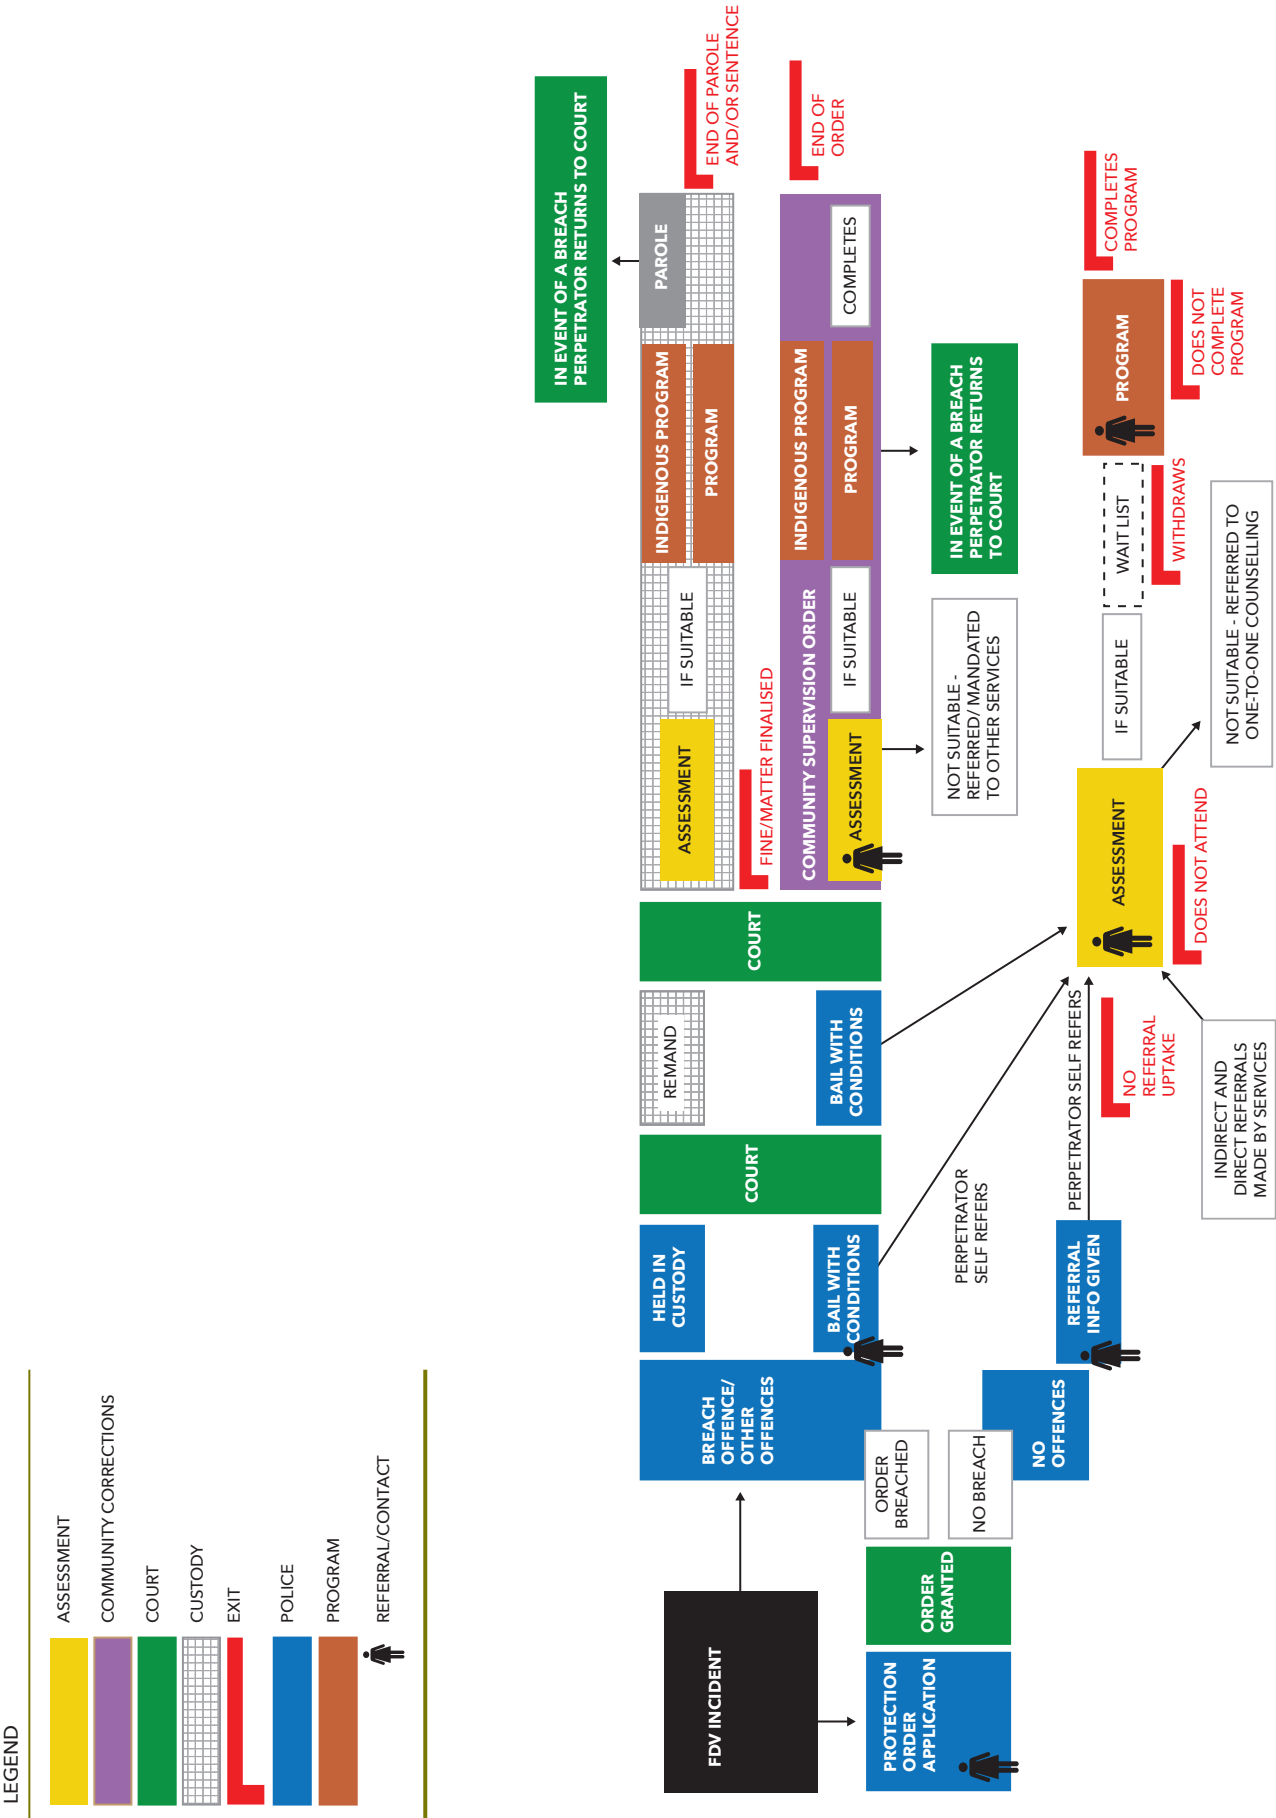 LEGEND
ASSESSMENT
COMMUNITY CORRECTIONS
COURT
CUSTODY
EXIT
POLICE
PROGRAM
REFERRAL/CONTACT
FDV INCIDENT
PROTECTION
ORDER
APPLICATION
ORDER
GRANTED
ORDER
BREACHED
NO BREACH
BREACH
OFFENCE/
OTHER
OFFENCES
NO
OFFENCES
HELD IN
CUSTODY
BAIL WITH
CONDITIONS
REFERRAL
INFO GIVEN
COURT
PERPETRATOR
SELF REFERS
PERPETRATOR SELF REFERS
REMAND
BAIL WITH
CONDITIONS
NO
REFERRAL
UPTAKE
INDIRECT AND
DIRECT REFERRALS
MADE BY SERVICES
COURT
ASSESSMENT
IF SUITABLE
INDIGENOUS PROGRAM
PROGRAM
PAROLE
IN EVENT OF A BREACH
PERPETRATOR RETURNS TO COURT
END OF PAROLE
AND/OR SENTENCE
FINE/MATTER FINALISED
COMMUNITY SUPERVISION ORDER
ASSESSMENT
IF SUITABLE
INDIGENOUS PROGRAM
PROGRAM
COMPLETES
END OF
ORDER
NOT SUITABLE -
REFERRED/ MANDATED
TO OTHER SERVICES
IN EVENT OF A BREACH
PERPETRATOR RETURNS
TO COURT
ASSESSMENT
DOES NOT ATTEND
IF SUITABLE
WAIT LIST
WITHDRAWS
NOT SUITABLE - REFERRED TO
ONE-TO-ONE COUNSELLING
PROGRAM
COMPLETES
PROGRAM
DOES NOT
COMPLETE
PROGRAM